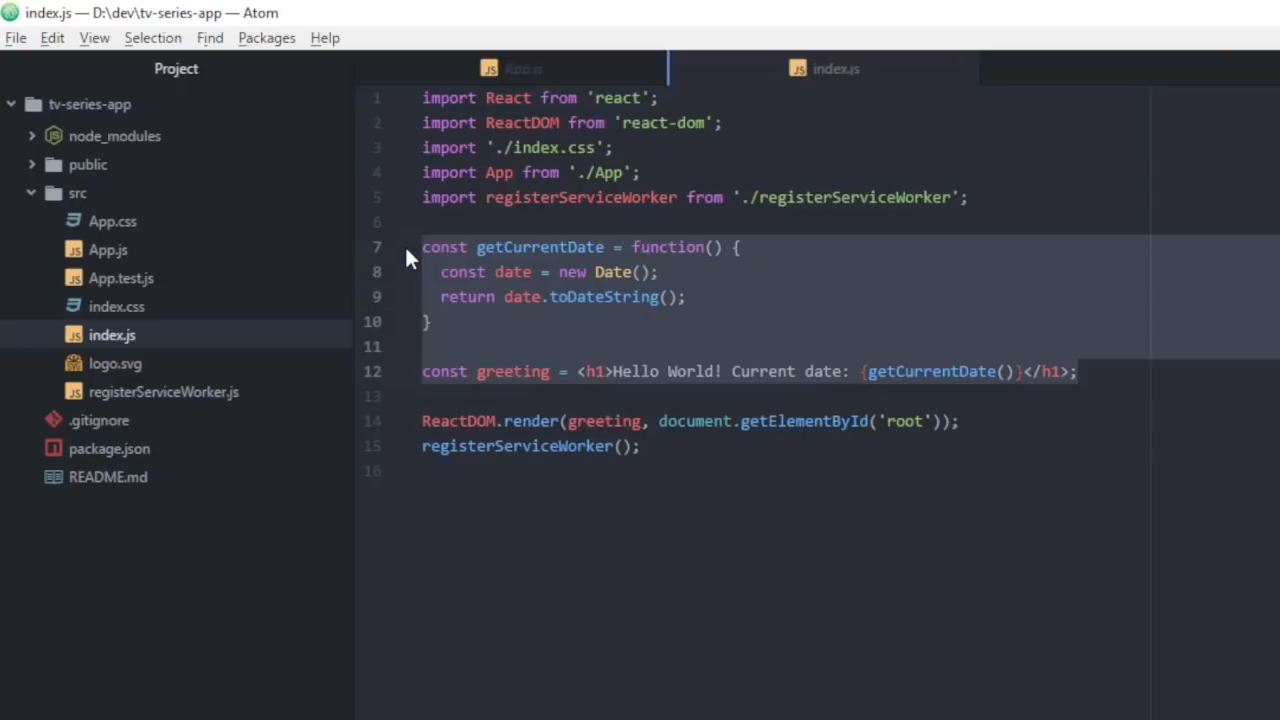 index.js — D:\dev\tv-series-app — Atom
File Edit View Selection Find Packages Help
Project
tv-series-app
node_modules
public
src
App.css
App.js
App.test.js
index.css
index.js
logo.svg
registerServiceWorker.js
.gitignore
package.json
README.md
App.js
index.js
1 import React from 'react';
2 import ReactDOM from 'react-dom';
3 import './index.css';
4 import App from './App';
5 import registerServiceWorker from './registerServiceWorker';
6
7 const getCurrentDate = function() {
8 const date = new Date();
9 return date.toDateString();
10 }
11
12 const greeting = <h1>Hello World! Current date: {getCurrentDate()}</h1>;
13
14 ReactDOM.render(greeting, document.getElementById('root'));
15 registerServiceWorker();
16